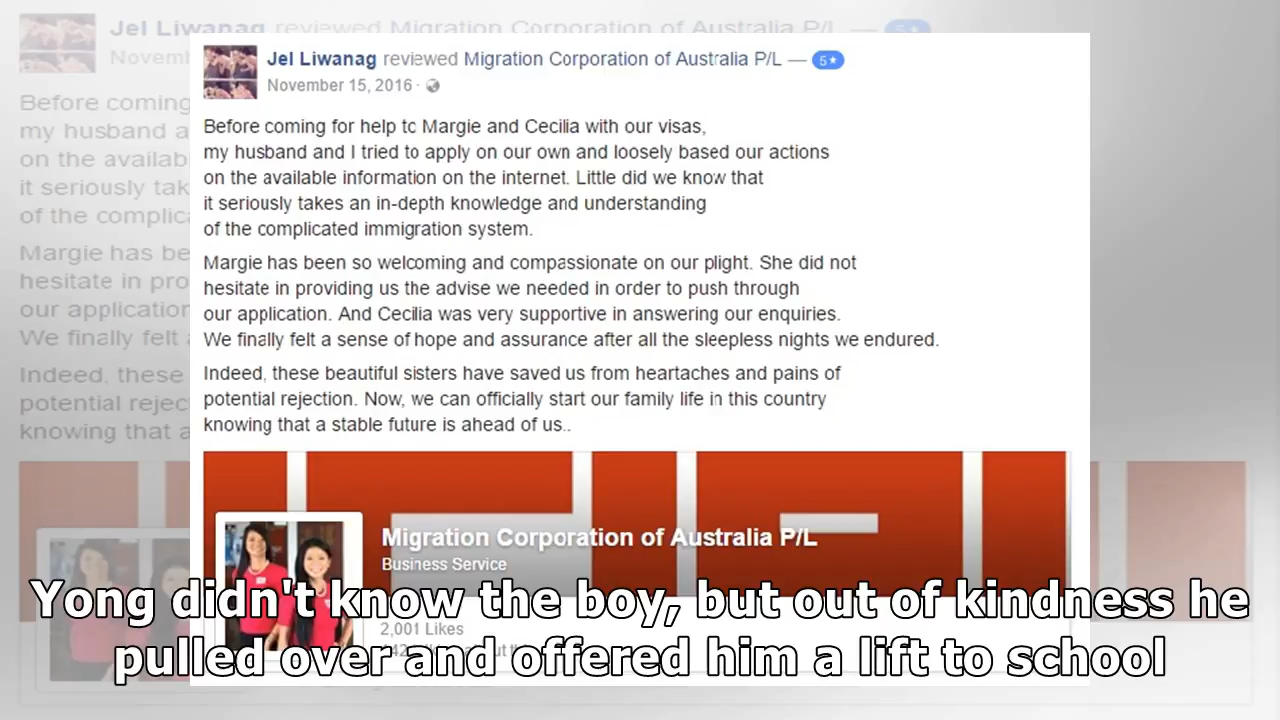 Jel Liwanag reviewed Migration Corporation of Australia P/L — 5★
November 15, 2016 ·
Before coming for help to Margie and Cecilia with our visas,
my husband and I tried to apply on our own and loosely based our actions
on the available information on the internet. Little did we know that
it seriously takes an in-depth knowledge and understanding
of the complicated immigration system.
Margie has been so welcoming and compassionate on our plight. She did not
hesitate in providing us the advise we needed in order to push through
our application. And Cecilia was very supportive in answering our enquiries.
We finally felt a sense of hope and assurance after all the sleepless nights we endured.
Indeed, these beautiful sisters have saved us from heartaches and pains of
potential rejection. Now, we can officially start our family life in this country
knowing that a stable future is ahead of us..
Migration Corporation of Australia P/L
Business Service
2,001 Likes
Yong didn't know the boy, but out of kindness he
pulled over and offered him a lift to school